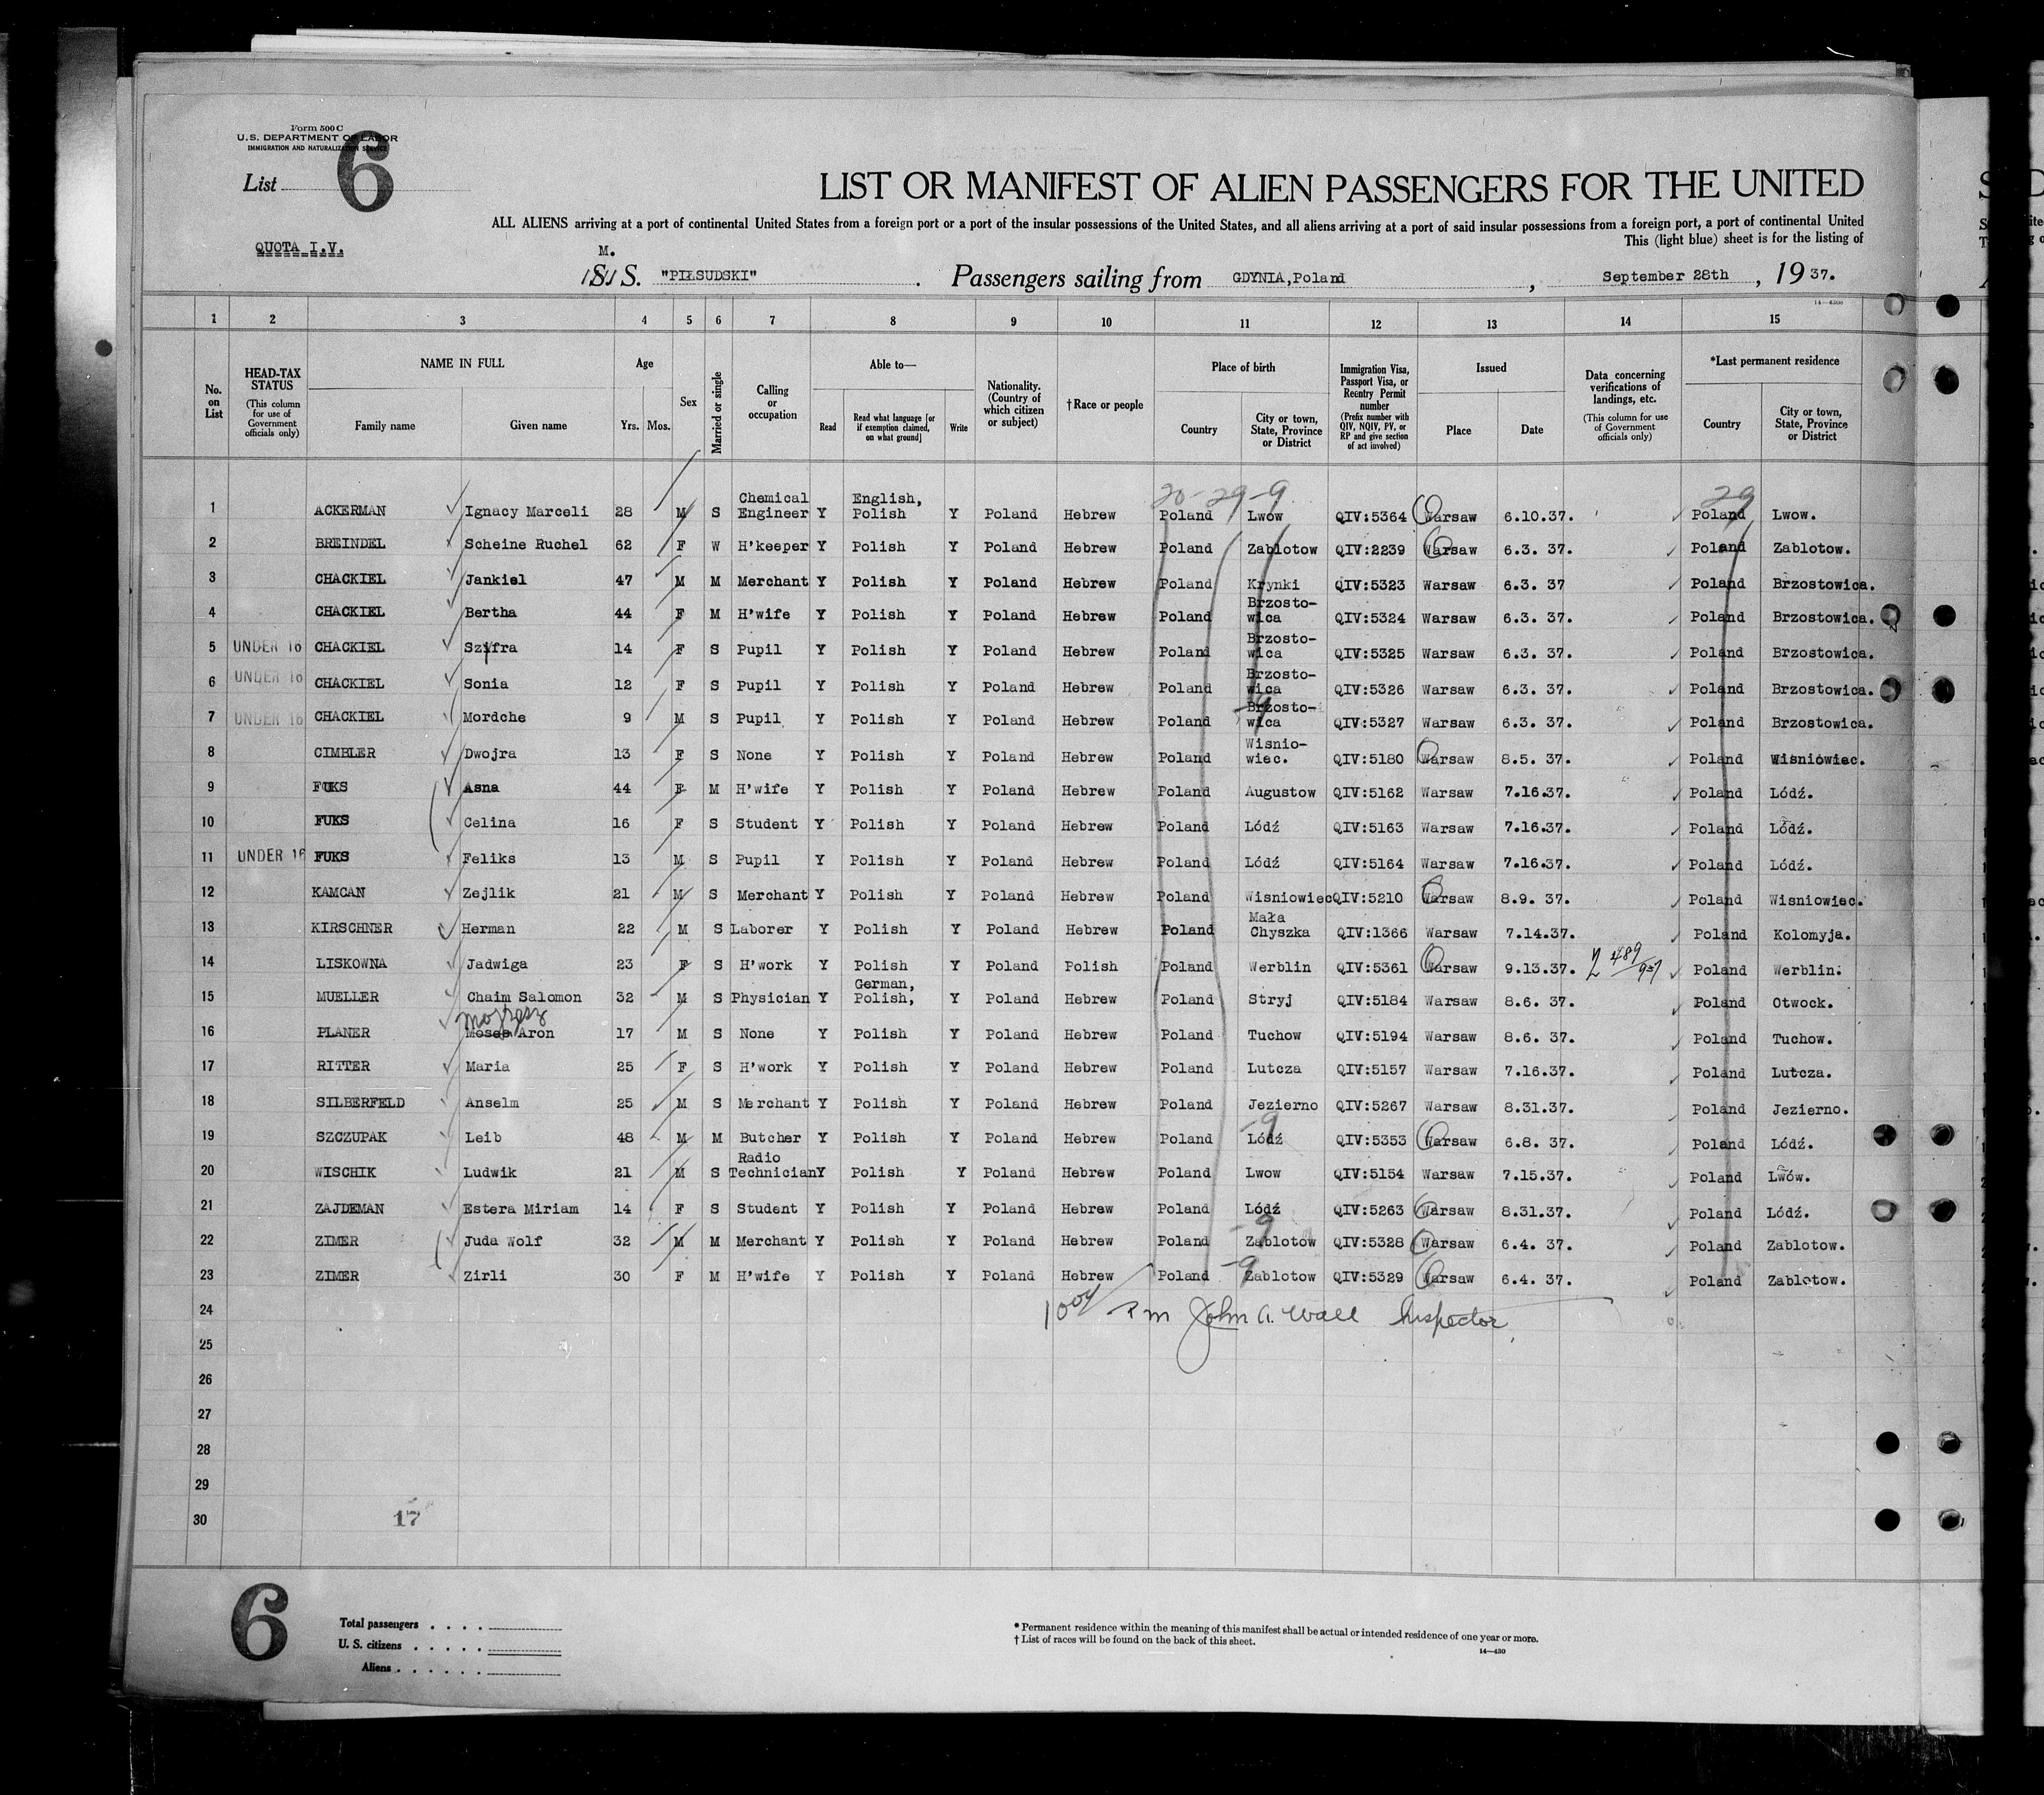 Form 500 C
U.S. DEPARTMENT OF LABOR
IMMIGRATION AND NATURALIZATION SERVICE
List 6
LIST OR MANIFEST OF ALIEN PASSENGERS FOR THE UNITED
ALL ALIENS arriving at a port of continental United States from a foreign port or a port of the insular possessions of the United States, and all aliens arriving at a port of said insular possessions from a foreign port, a port of continental United
This (light blue) sheet is for the listing of
QUOTA I.V.
M.
S. S. "PIŁSUDSKI" . Passengers sailing from GDYNIA,Poland , September 28th , 19 37.
14—430e
1 2 3 4 5 6 7 8 9 10 11 12 13 14 15
No. on List
HEAD-TAX STATUS (This column for use of Government officials only)
NAME IN FULL
Family name Given name
Age
Yrs. Mos.
Sex
Married or single
Calling or occupation
Able to—
Read
Read what language [or if exemption claimed, on what ground]
Write
Nationality. (Country of which citizen or subject)
† Race or people
Place of birth
Country
City or town, State, Province or District
Immigration Visa, Passport Visa, or Reentry Permit number (Prefix number with QIV, NQIV, PV, or RP and give section of act involved)
Issued
Place Date
Data concerning verifications of landings, etc. (This column for use of Government officials only)
*Last permanent residence
Country
City or town, State, Province or District
20-29-9 29
1 ACKERMAN Ignacy Marceli 28 M S Chemical Engineer Y English, Polish Y Poland Hebrew Poland Lwow QIV:5364 Warsaw 6.10.37. Poland Lwow.
2 BREINDEL Scheine Ruchel 62 F W H'keeper Y Polish Y Poland Hebrew Poland Zablotow QIV:2239 Warsaw 6.3. 37. Poland Zablotow.
3 CHACKIEL Jankiel 47 M M Merchant Y Polish Y Poland Hebrew Poland Krynki QIV:5323 Warsaw 6.3. 37 Poland Brzostowica.
4 CHACKIEL Bertha 44 F M H'wife Y Polish Y Poland Hebrew Poland Brzosto-wica QIV:5324 Warsaw 6.3. 37. Poland Brzostowica.
5 UNDER 16 CHACKIEL Szyfra 14 F S Pupil Y Polish Y Poland Hebrew Poland Brzosto-wica QIV:5325 Warsaw 6.3. 37. Poland Brzostowica.
6 UNDER 16 CHACKIEL Sonia 12 F S Pupil Y Polish Y Poland Hebrew Poland Brzosto-wica QIV:5326 Warsaw 6.3. 37. Poland Brzostowica.
7 UNDER 16 CHACKIEL Mordche 9 M S Pupil Y Polish Y Poland Hebrew Poland Brzosto-wica QIV:5327 Warsaw 6.3. 37. Poland Brzostowica.
8 CIMBLER Dwojra 13 F S None Y Polish Y Poland Hebrew Poland Wisnio-wiec. QIV:5180 Warsaw 8.5. 37. Poland Wisniowiec.
9 FUKS Asna 44 F M H'wife Y Polish Y Poland Hebrew Poland Augustow QIV:5162 Warsaw 7.16.37. Poland Lódź.
10 FUKS Celina 16 F S Student Y Polish Y Poland Hebrew Poland Lódź QIV:5163 Warsaw 7.16.37. Poland Lódź.
11 UNDER 16 FUKS Feliks 13 M S Pupil Y Polish Y Poland Hebrew Poland Lódź QIV:5164 Warsaw 7.16.37. Poland Lódź.
12 KAMCAN Zejlik 21 M S Merchant Y Polish Y Poland Hebrew Poland Wisniowiec QIV:5210 Warsaw 8.9. 37. Poland Wisniowiec.
13 KIRSCHNER Herman 22 M S Laborer Y Polish Y Poland Hebrew Poland Mała Chyszka QIV:1366 Warsaw 7.14.37. Poland Kolomyja.
14 LISKOWNA Jadwiga 23 F S H'work Y Polish Y Poland Polish Poland Werblin QIV:5361 Warsaw 9.13.37. 489/937 Poland Werblin.
15 MUELLER Chaim Salomon 32 M S Physician Y German, Polish, Y Poland Hebrew Poland Stryj QIV:5184 Warsaw 8.6. 37. Poland Otwock.
Mojzesz
16 PLANER Moses Aron 17 M S None Y Polish Y Poland Hebrew Poland Tuchow QIV:5194 Warsaw 8.6. 37. Poland Tuchow.
17 RITTER Maria 25 F S H'work Y Polish Y Poland Hebrew Poland Lutcza QIV:5157 Warsaw 7.16.37. Poland Lutcza.
18 SILBERFELD Anselm 25 M S Merchant Y Polish Y Poland Hebrew Poland Jezierno QIV:5267 Warsaw 8.31.37. Poland Jezierno.
19 SZCZUPAK Leib 48 M M Butcher Y Polish Y Poland Hebrew Poland Lódź QIV:5353 Warsaw 6.8. 37. Poland Lódź.
20 WISCHIK Ludwik 21 M S Radio Technician Y Polish Y Poland Hebrew Poland Lwow QIV:5154 Warsaw 7.15.37. Poland Lwów.
21 ZAJDEMAN Estera Miriam 14 F S Student Y Polish Y Poland Hebrew Poland Lódź QIV:5263 Warsaw 8.31.37. Poland Lódź.
22 ZIMER Juda Wolf 32 M M Merchant Y Polish Y Poland Hebrew Poland Zablotow QIV:5328 Warsaw 6.4. 37. Poland Zablotow.
23 ZIMER Zirli 30 F M H'wife Y Polish Y Poland Hebrew Poland Zablotow QIV:5329 Warsaw 6.4. 37. Poland Zablotow.
24 John A. Wall Inspector
25
26
27
28
29
30 17
6
Total passengers . . . .
U. S. citizens . . . . .
Aliens . . . . . .
* Permanent residence within the meaning of this manifest shall be actual or intended residence of one year or more.
† List of races will be found on the back of this sheet.
14—430